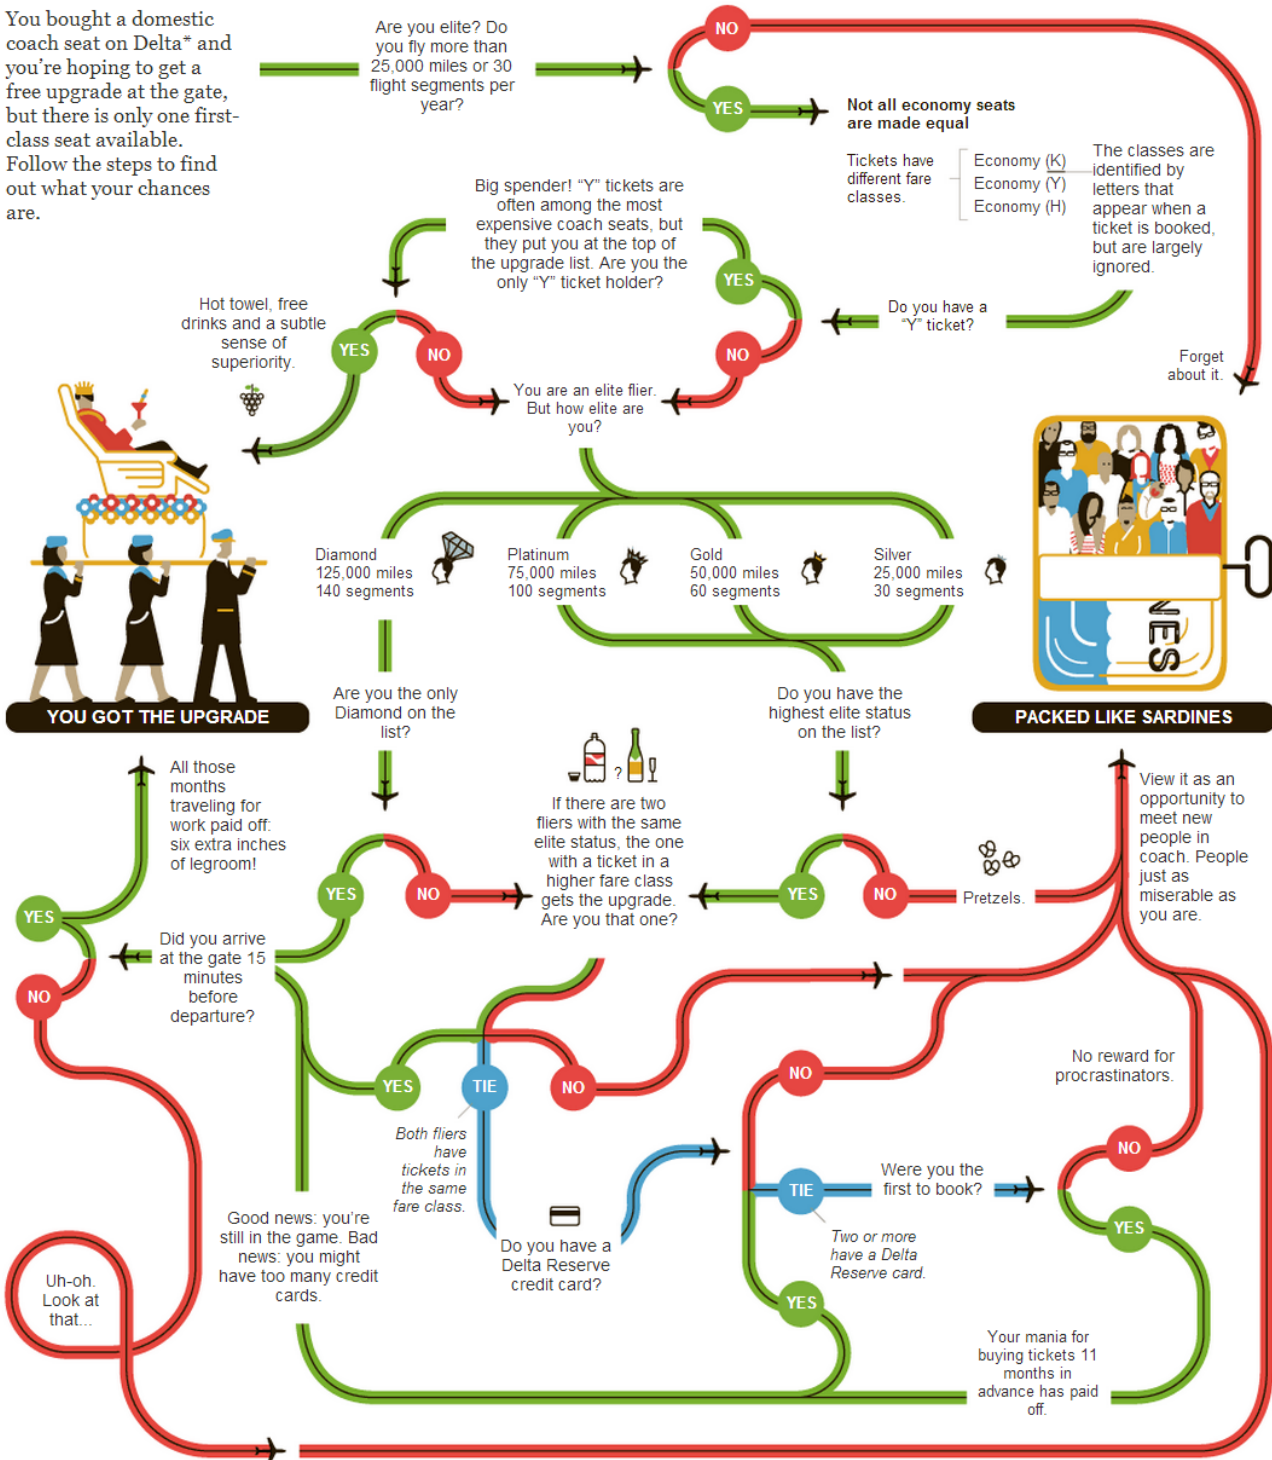 You bought a domestic
coach seat on Delta* and
you're hoping to get a
free upgrade at the gate,
but there is only one first-
class seat available.
Follow the steps to find
out what your chances
are.
Are you elite? Do
you fly more than
25,000 miles or 30
flight segments per
year?
NO
YES
Not all economy seats
are made equal
Tickets have
different fare
classes.
Economy (K)
Economy (Y)
Economy (H)
The classes are
identified by
letters that
appear when a
ticket is booked,
but are largely
ignored.
Do you have a
"Y" ticket?
Big spender! "Y" tickets are
often among the most
expensive coach seats, but
they put you at the top of
the upgrade list. Are you the
only "Y" ticket holder?
YES
NO
YES
NO
Hot towel, free
drinks and a subtle
sense of
superiority.
Forget
about it.
You are an elite flier.
But how elite are
you?
Diamond
125,000 miles
140 segments
Platinum
75,000 miles
100 segments
Gold
50,000 miles
60 segments
Silver
25,000 miles
30 segments
NES
YOU GOT THE UPGRADE
PACKED LIKE SARDINES
Are you the only
Diamond on the
list?
Do you have the
highest elite status
on the list?
All those
months
traveling for
work paid off:
six extra inches
of legroom!
?
If there are two
fliers with the same
elite status, the one
with a ticket in a
higher fare class
gets the upgrade.
Are you that one?
View it as an
opportunity to
meet new
people in
coach. People
just as
miserable as
you are.
YES
NO
YES
NO
Pretzels.
YES
NO
Did you arrive
at the gate 15
minutes
before
departure?
YES
TIE
NO
Both fliers
have
tickets in
the same
fare class.
NO
No reward for
procrastinators.
NO
TIE
Were you the
first to book?
YES
Two or more
have a Delta
Reserve card.
Good news: you're
still in the game. Bad
news: you might
have too many credit
cards.
Do you have a
Delta Reserve
credit card?
YES
Uh-oh.
Look at
that...
Your mania for
buying tickets 11
months in
advance has paid
off.